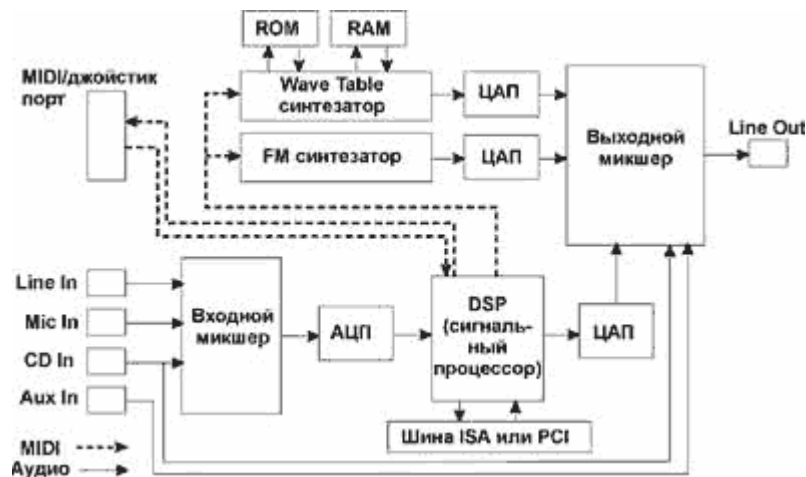 ROM
RAM
MIDI/джойстик
порт
Wave Table
синтезатор
ЦАП
FM синтезатор
ЦАП
Выходной
микшер
Line Out
Line In
Mic In
CD In
Aux In
Входной
микшер
АЦП
DSP
(сигналь-
ный
процессор)
ЦАП
Шина ISA или PCI
MIDI
Аудио